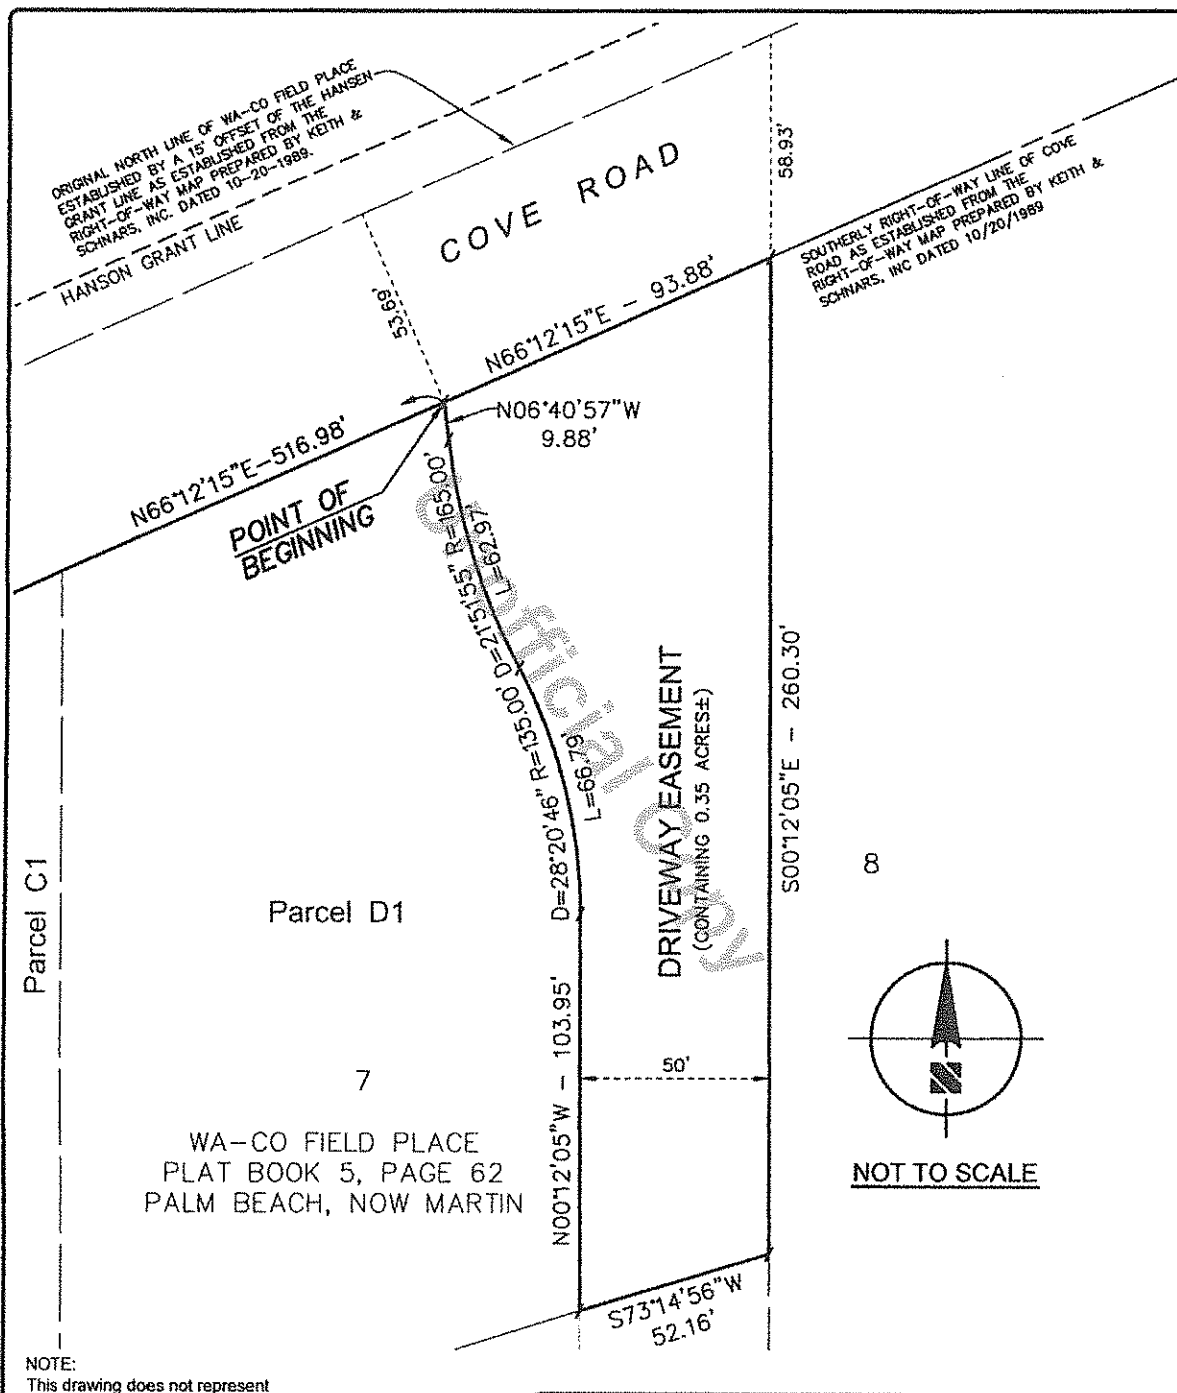 ORIGINAL NORTH LINE OF WA-CO FIELD PLACE
ESTABLISHED BY A 15' OFFSET OF THE HANSEN
GRANT LINE AS ESTABLISHED FROM THE
RIGHT-OF-WAY MAP PREPARED BY KEITH &
SCHNARS, INC. DATED 10-20-1989.
HANSON GRANT LINE
COVE ROAD
58.93'
SOUTHERLY RIGHT-OF-WAY LINE OF COVE
ROAD AS ESTABLISHED FROM THE
RIGHT-OF-WAY MAP PREPARED BY KEITH &
SCHNARS, INC DATED 10/20/1989
53.69'
N66°12'15"E - 93.88'
N06°40'57"W
9.88'
N66°12'15"E-516.98'
POINT OF
BEGINNING
D=21°51'55" R=165.00'
L=62.97'
D=28°20'46" R=135.00'
L=66.79'
Unofficial Copy
DRIVEWAY EASEMENT
(CONTAINING 0.35 ACRES±)
S00°12'05"E - 260.30'
8
Parcel C1
Parcel D1
N00°12'05"W - 103.95'
50'
7
WA-CO FIELD PLACE
PLAT BOOK 5, PAGE 62
PALM BEACH, NOW MARTIN
N
NOT TO SCALE
S73°14'56"W
52.16'
NOTE:
This drawing does not represent